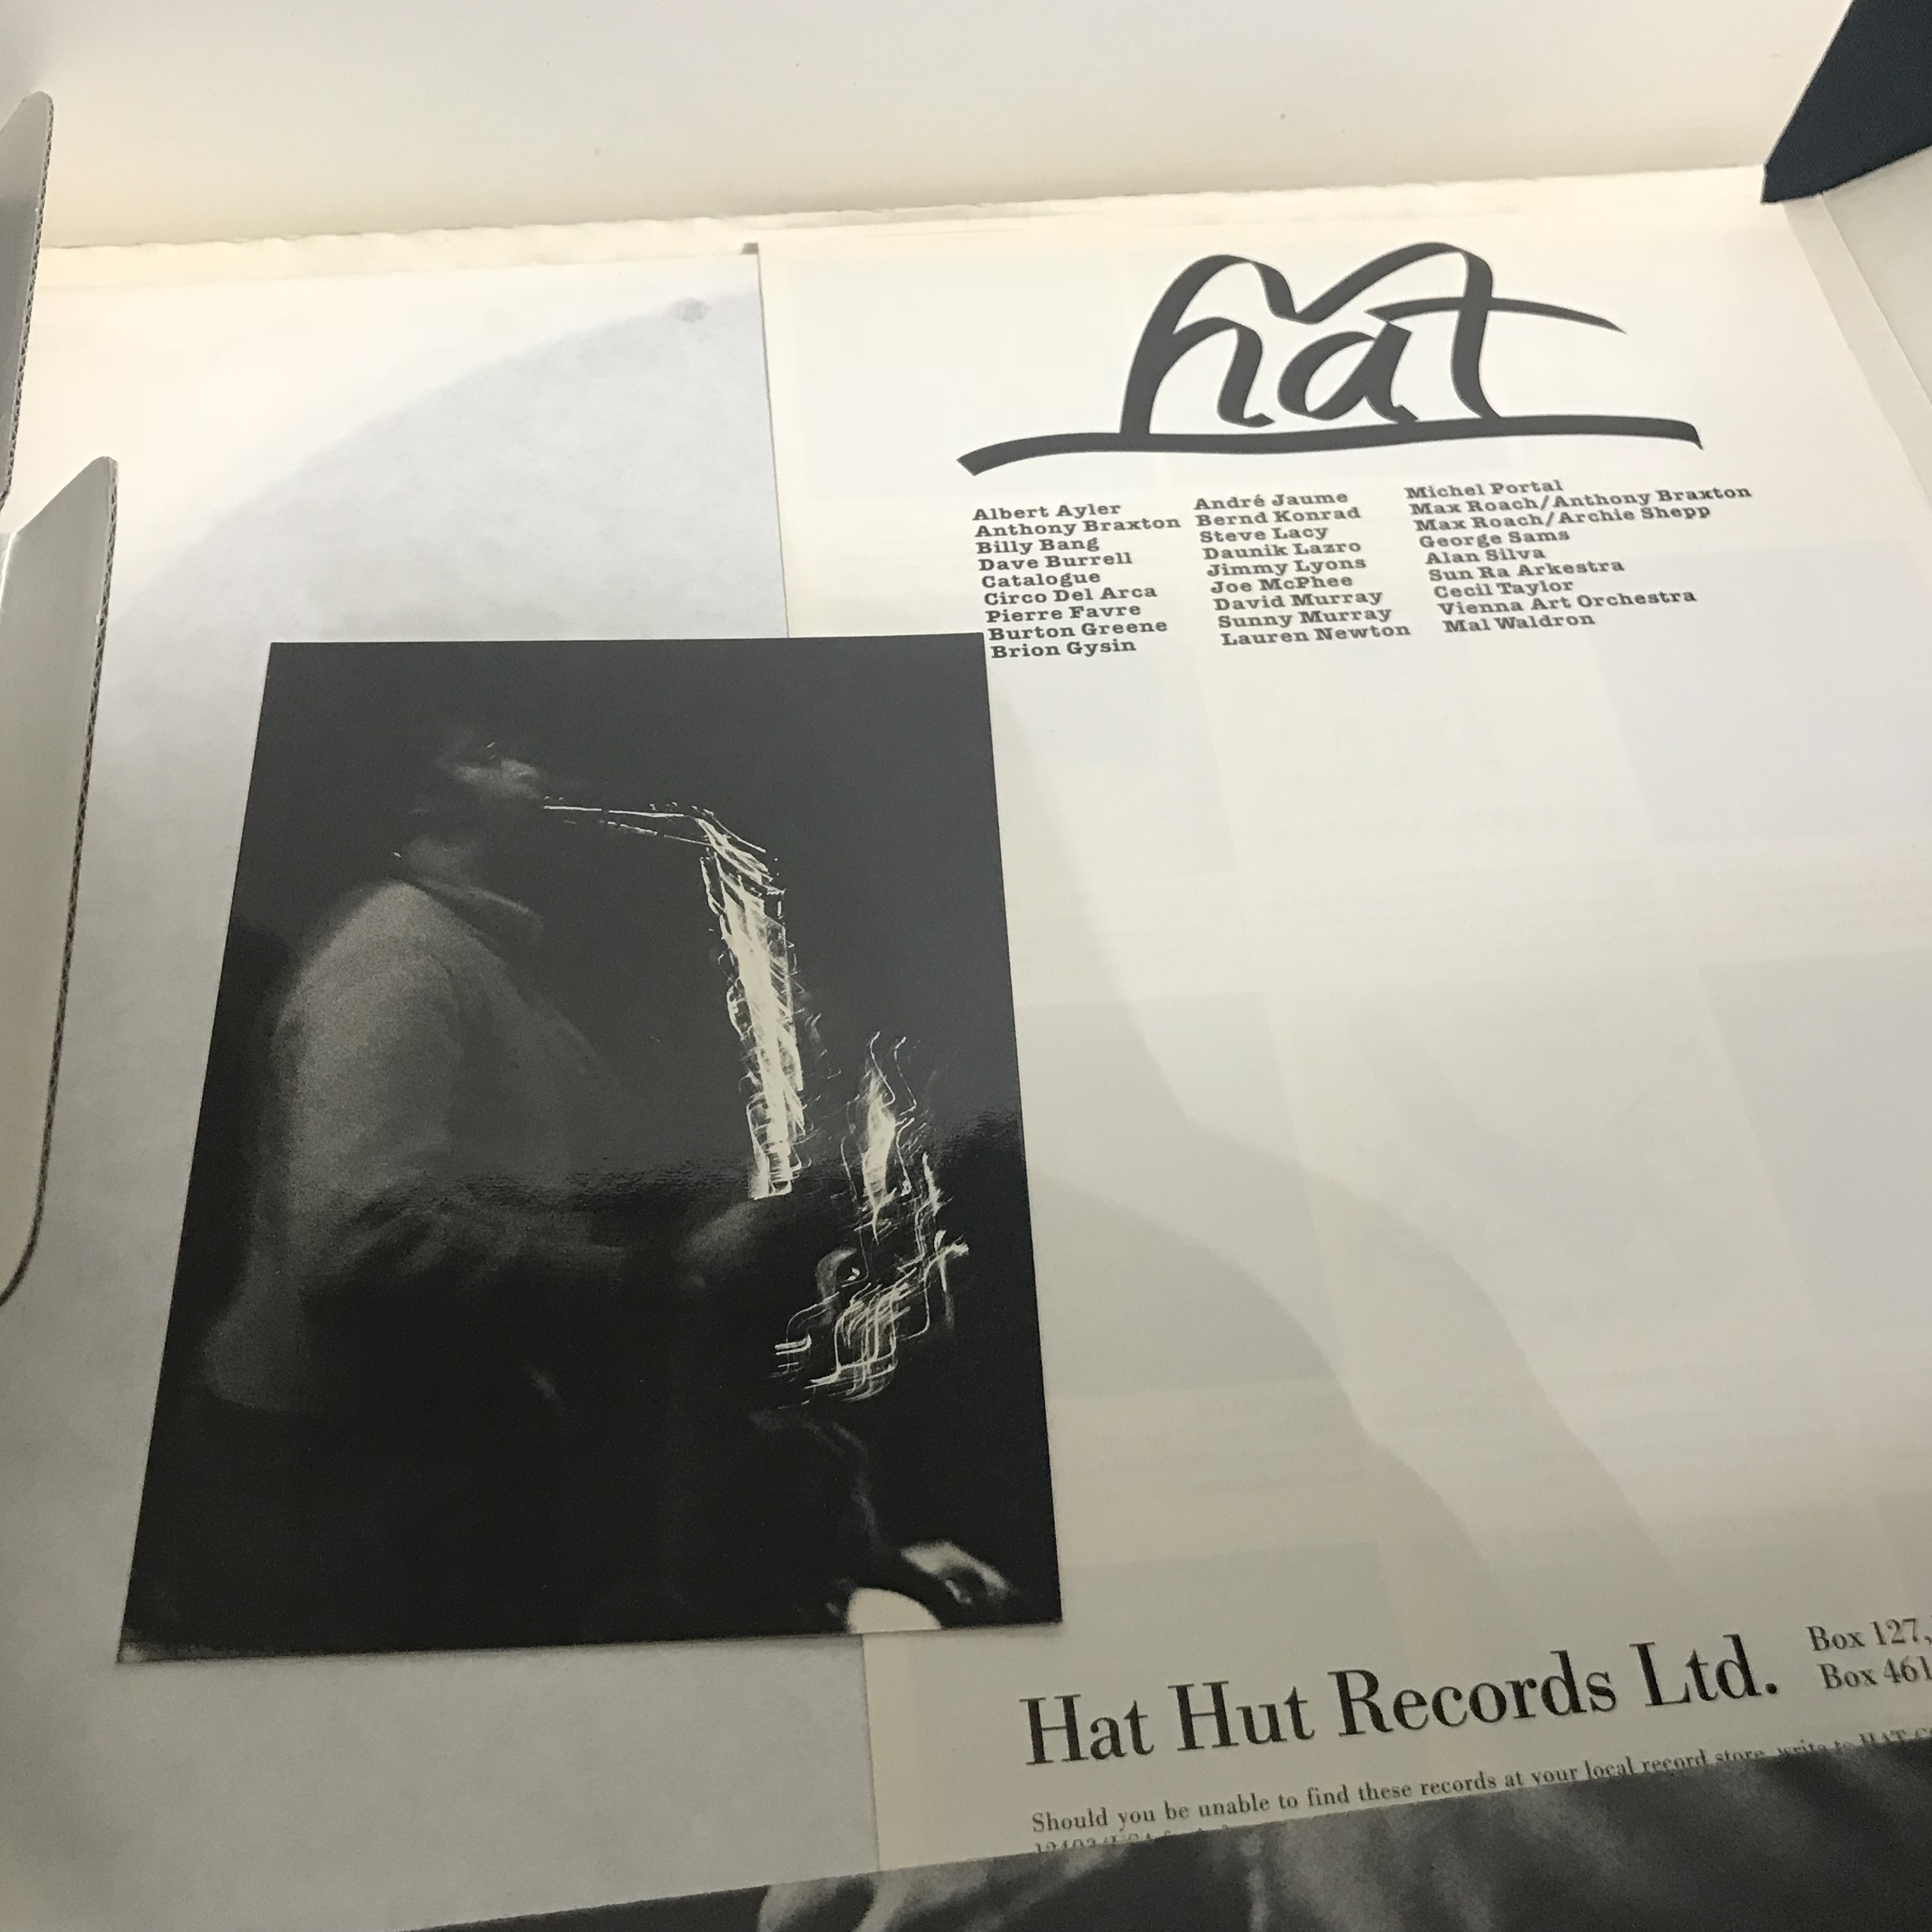 hat
Albert Ayler
Anthony Braxton
Billy Bang
Dave Burrell
Catalogue
Circo Del Arca
Pierre Favre
Burton Greene
Brion Gysin
André Jaume
Bernd Konrad
Steve Lacy
Daunik Lazro
Jimmy Lyons
Joe McPhee
David Murray
Sunny Murray
Lauren Newton
Michel Portal
Max Roach/Anthony Braxton
Max Roach/Archie Shepp
George Sams
Alan Silva
Sun Ra Arkestra
Cecil Taylor
Vienna Art Orchestra
Mal Waldron
Hat Hut Records Ltd.
Box 127,
Box 461
Should you be unable to find these records at your local record store, write to HAT